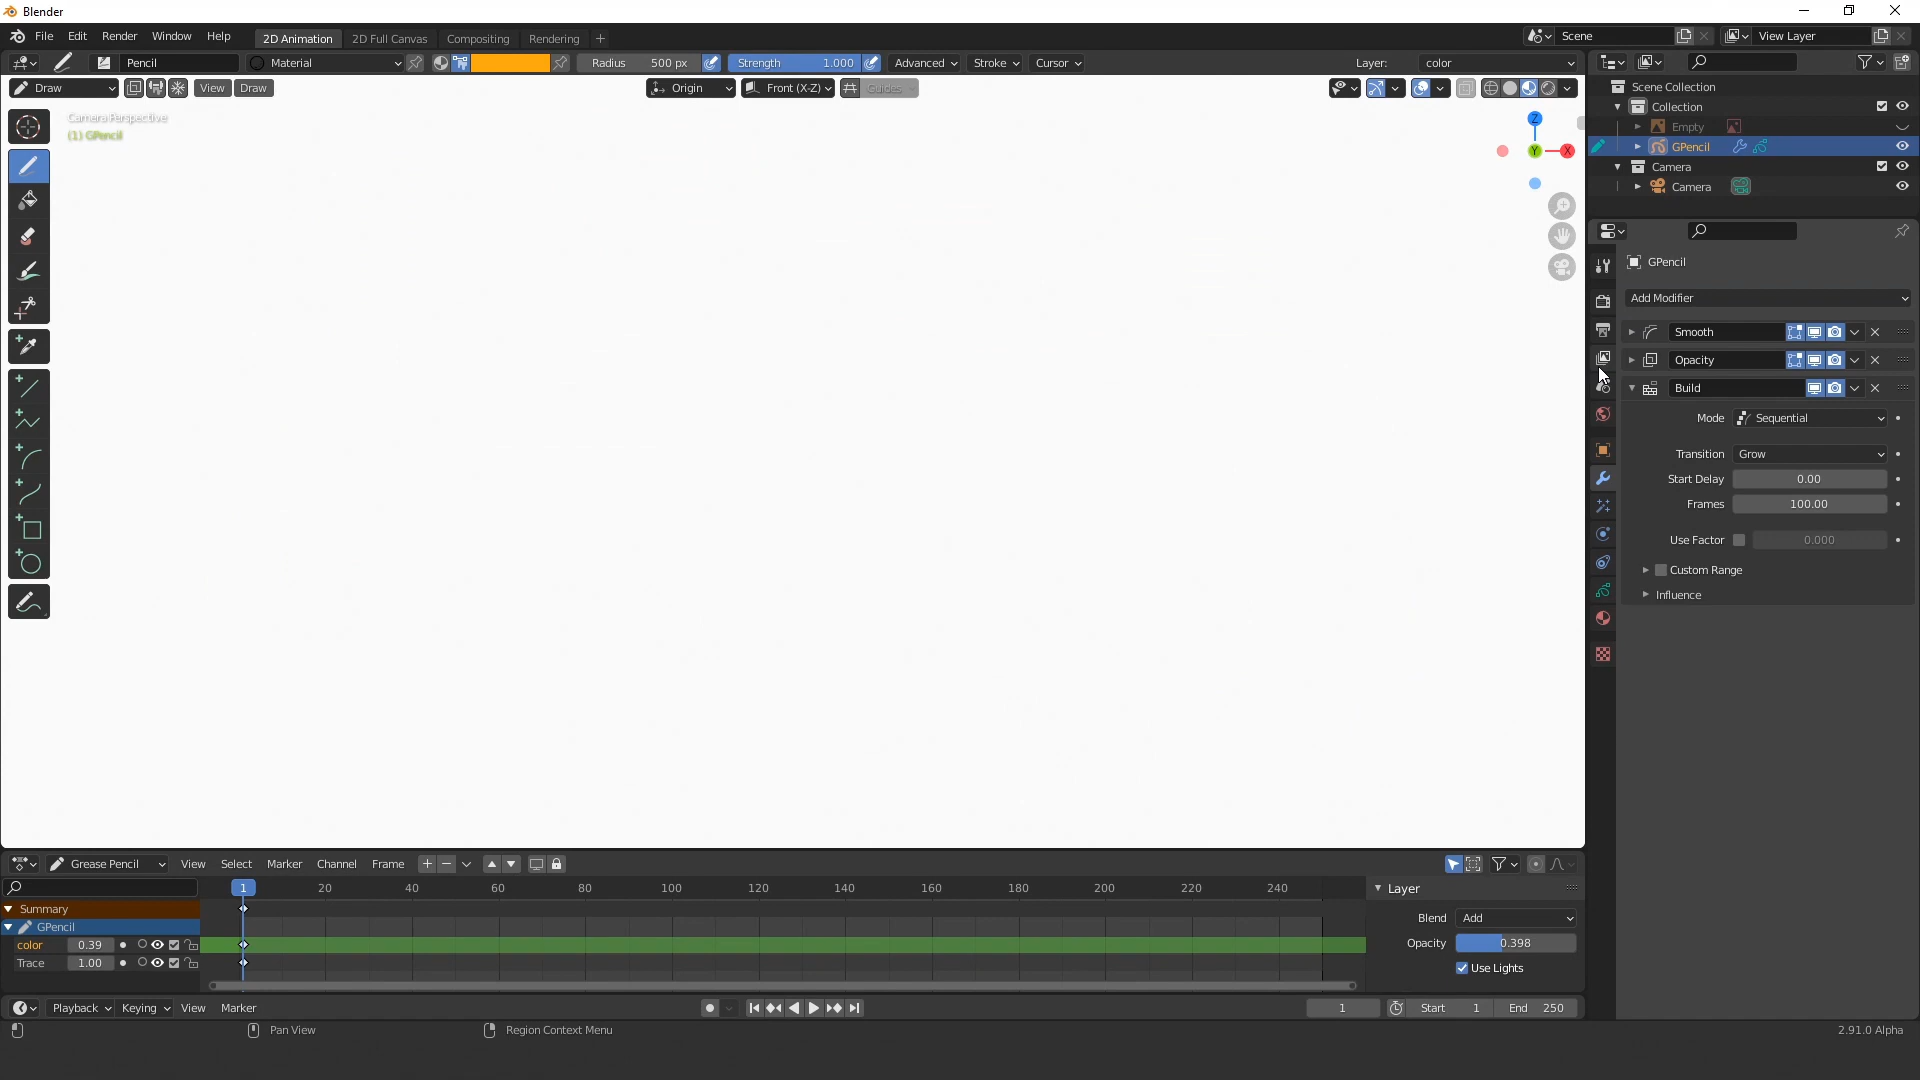 Blender
File Edit Render Window Help 2D Animation 2D Full Canvas Compositing Rendering + Scene View Layer
Pencil Material Radius 500 px Strength 1.000 Advanced Stroke Cursor Layer: color
Draw View Draw Origin Front (X-Z) Guides
Camera Perspective
(1) GPencil
Z
Y
X
Scene Collection
Collection
Empty
GPencil
Camera
Camera
GPencil
Add Modifier
Smooth
Opacity
Build
Mode Sequential
Transition Grow
Start Delay 0.00
Frames 100.00
Use Factor 0.000
Custom Range
Influence
Grease Pencil View Select Marker Channel Frame
1 20 40 60 80 100 120 140 160 180 200 220 240
Summary
GPencil
color 0.39
Trace 1.00
Layer
Blend Add
Opacity 0.398
Use Lights
Playback Keying View Marker 1 Start 1 End 250
Pan View Region Context Menu 2.91.0 Alpha